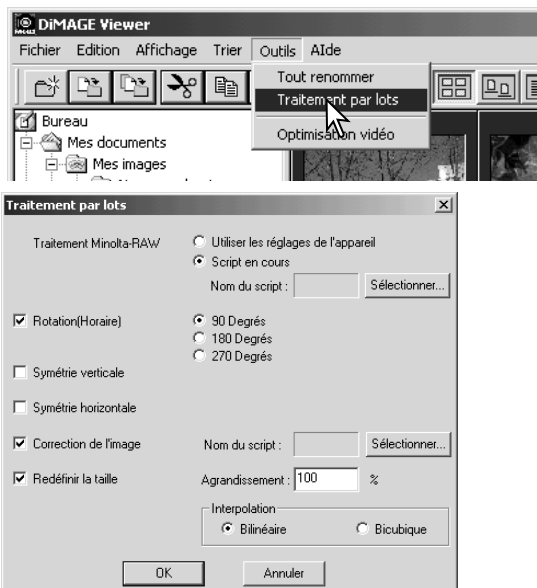 DiMAGE Viewer
Fichier Edition Affichage Trier Outils AIde
Tout renommer
Traitement par lots
Optimisation vidéo
Bureau
Mes documents
Mes images
Traitement par lots
Traitement Minolta-RAW
Utiliser les réglages de l'appareil
Script en cours
Nom du script : Sélectionner...
Rotation(Horaire)
90 Degrés
180 Degrés
270 Degrés
Symétrie verticale
Symétrie horizontale
Correction de l'image Nom du script : Sélectionner...
Redéfinir la taille Agrandissement : 100 %
Interpolation
Bilinéaire Bicubique
OK Annuler